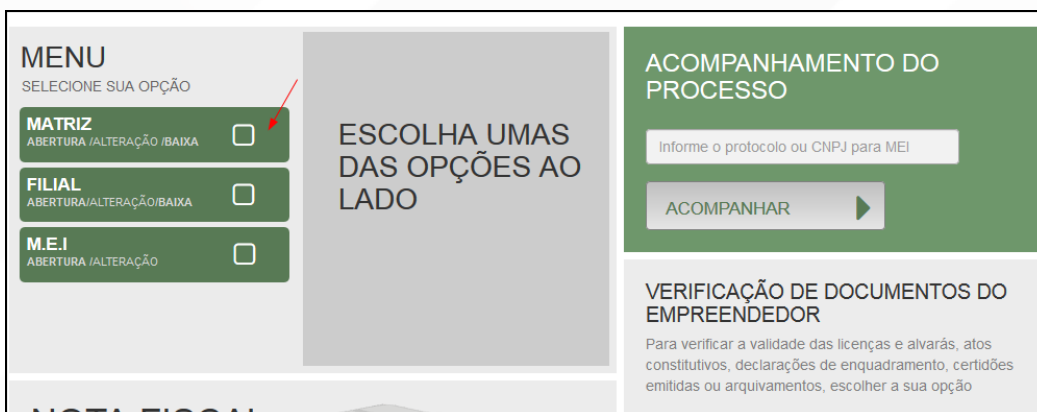 MENU
SELECIONE SUA OPÇÃO
MATRIZ
ABERTURA /ALTERAÇÃO /BAIXA
FILIAL
ABERTURA/ALTERAÇÃO/BAIXA
M.E.I
ABERTURA /ALTERAÇÃO
ESCOLHA UMAS
DAS OPÇÕES AO
LADO
ACOMPANHAMENTO DO
PROCESSO
Informe o protocolo ou CNPJ para MEI
ACOMPANHAR
VERIFICAÇÃO DE DOCUMENTOS DO
EMPREENDEDOR
Para verificar a validade das licenças e alvarás, atos
constitutivos, declarações de enquadramento, certidões
emitidas ou arquivamentos, escolher a sua opção
NOTA FISCAL